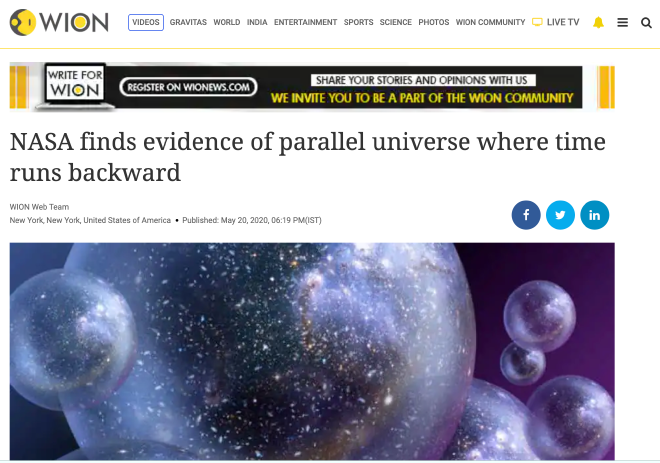 WION
VIDEOS GRAVITAS WORLD INDIA ENTERTAINMENT SPORTS SCIENCE PHOTOS WION COMMUNITY LIVE TV
WRITE FOR
WION
REGISTER ON WIONEWS.COM
SHARE YOUR STORIES AND OPINIONS WITH US
WE INVITE YOU TO BE A PART OF THE WION COMMUNITY
NASA finds evidence of parallel universe where time
runs backward
WION Web Team
New York, New York, United States of America • Published: May 20, 2020, 06:19 PM(IST)
f
in